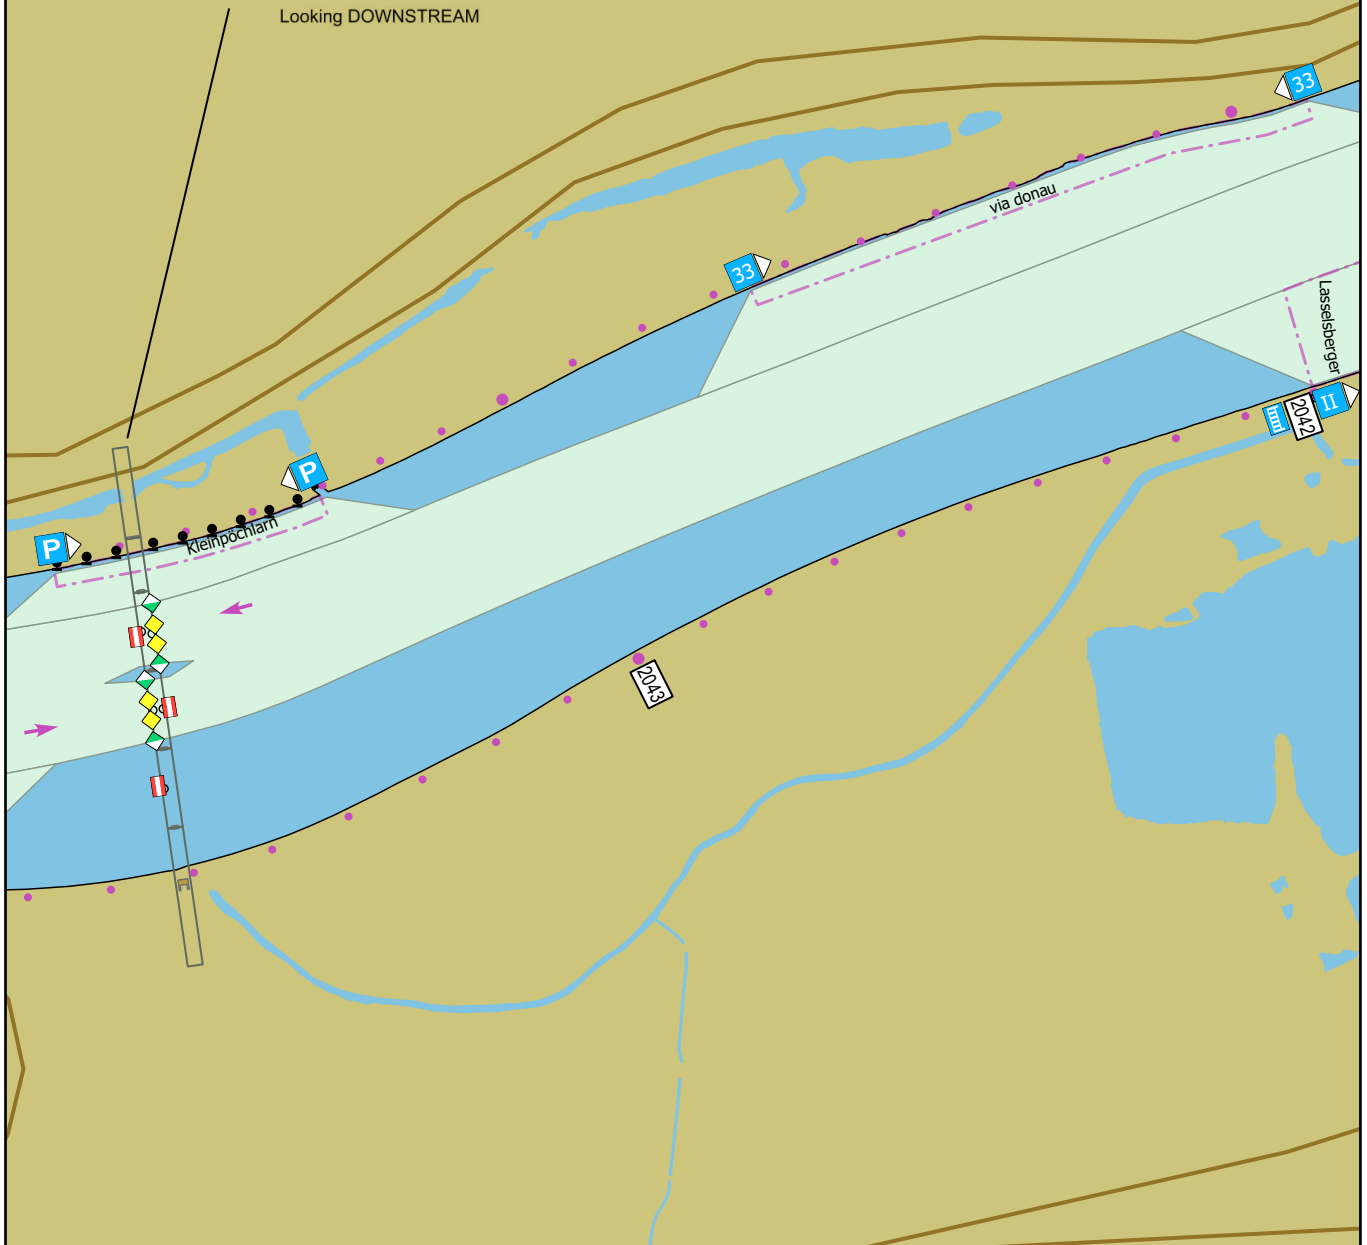 Looking DOWNSTREAM
33
via donau
33
Lasselsberger
II
2042
P
Kleinpöchlarn
P
2043